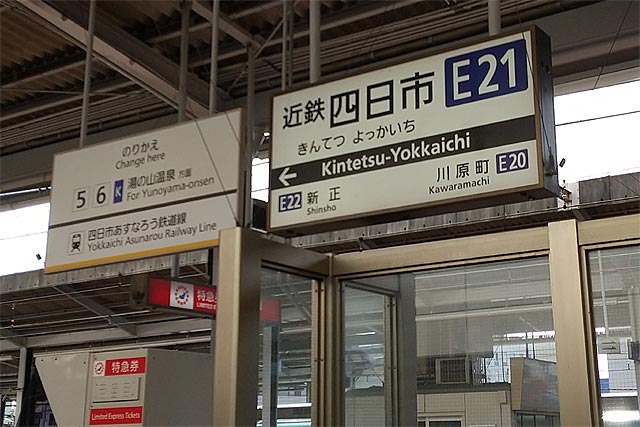 のりかえ
Change here
5 6 K 湯の山温泉 方面
For Yunoyama-onsen
四日市あすなろう鉄道線
Yokkaichi Asunarou Railway Line
近鉄四日市 E21
きんてつ よっかいち
← Kintetsu-Yokkaichi
E22 新正
Shinsho
川原町 E20
Kawaramachi
特急
LIMITED
特急券
Limited Express Tickets